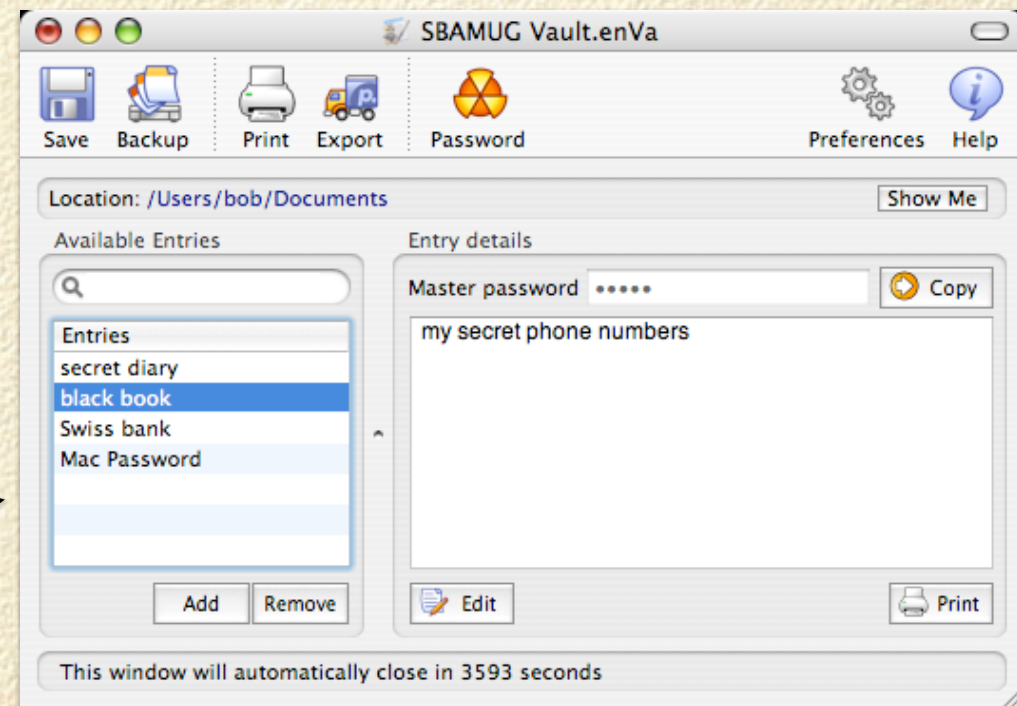 SBAMUG Vault.enVa
Save Backup Print Export Password Preferences Help
Location: /Users/bob/Documents Show Me
Available Entries
Entry details
Master password ••••• Copy
Entries
secret diary
black book
Swiss bank
Mac Password
my secret phone numbers
Add Remove
Edit Print
This window will automatically close in 3593 seconds